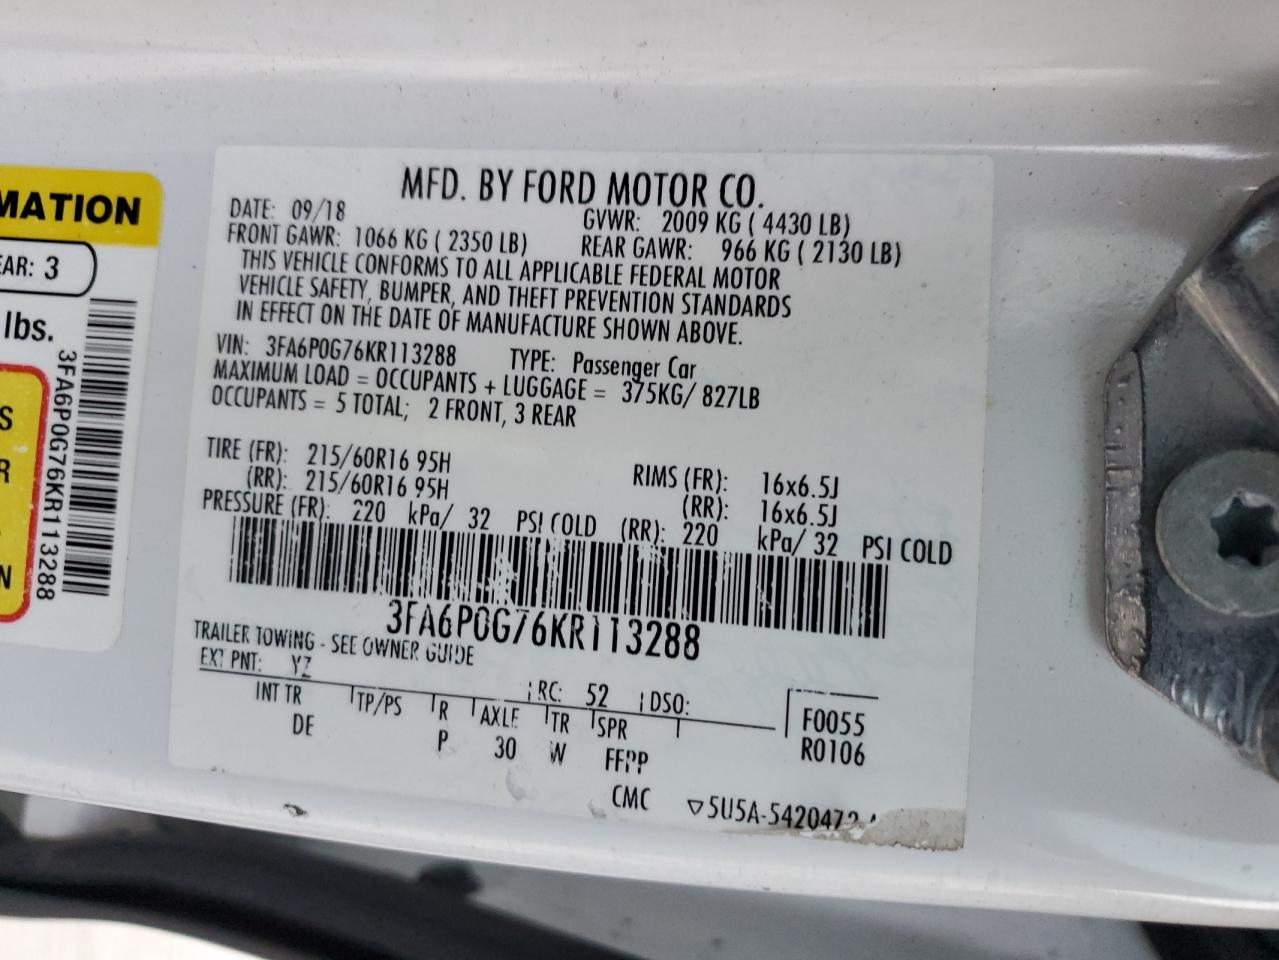 MATION
EAR: 3
lbs.
S
R
N
3FA6P0G76KR113288
MFD. BY FORD MOTOR CO.
DATE: 09/18 GVWR: 2009 KG ( 4430 LB)
FRONT GAWR: 1066 KG ( 2350 LB) REAR GAWR: 966 KG ( 2130 LB)
THIS VEHICLE CONFORMS TO ALL APPLICABLE FEDERAL MOTOR
VEHICLE SAFETY, BUMPER, AND THEFT PREVENTION STANDARDS
IN EFFECT ON THE DATE OF MANUFACTURE SHOWN ABOVE.
VIN: 3FA6P0G76KR113288 TYPE: Passenger Car
MAXIMUM LOAD = OCCUPANTS + LUGGAGE = 375KG/ 827LB
OCCUPANTS = 5 TOTAL; 2 FRONT, 3 REAR
TIRE (FR): 215/60R16 95H RIMS (FR): 16x6.5J
(RR): 215/60R16 95H (RR): 16x6.5J
PRESSURE (FR): 220 kPa/ 32 PSI COLD (RR): 220 kPa/ 32 PSI COLD
3FA6P0G76KR113288
TRAILER TOWING - SEE OWNER GUIDE
EXT PNT: YZ RC: 52 DSO:
INT TR TP/PS R AXLE TR SPR F0055
DE P 30 W FFPP R0106
CMC ▽5U5A-5420472